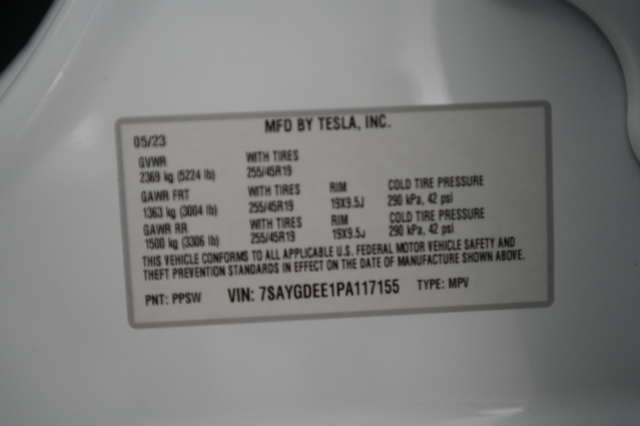 MFD BY TESLA, INC.
05/23
GVWR WITH TIRES
2369 kg (5224 lb) 255/45R19
GAWR FRT WITH TIRES RIM COLD TIRE PRESSURE
1363 kg (3004 lb) 255/45R19 19X9.5J 290 kPa, 42 psi
GAWR RR WITH TIRES RIM COLD TIRE PRESSURE
1500 kg (3306 lb) 255/45R19 19X9.5J 290 kPa, 42 psi
THIS VEHICLE CONFORMS TO ALL APPLICABLE U.S. FEDERAL MOTOR VEHICLE SAFETY AND
THEFT PREVENTION STANDARDS IN EFFECT ON THE DATE OF MANUFACTURE SHOWN ABOVE.
PNT: PPSW VIN: 7SAYGDEE1PA117155 TYPE: MPV